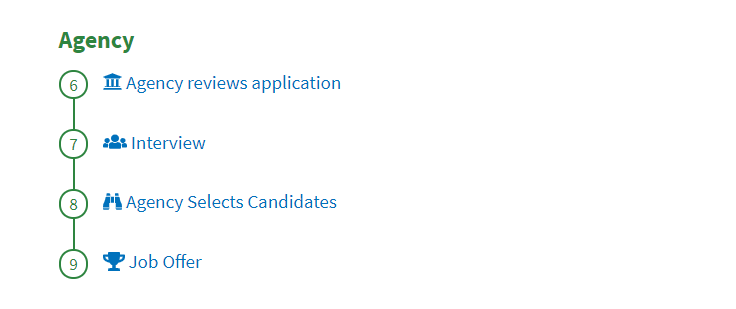 Agency
6 Agency reviews application
7 Interview
8 Agency Selects Candidates
9 Job Offer